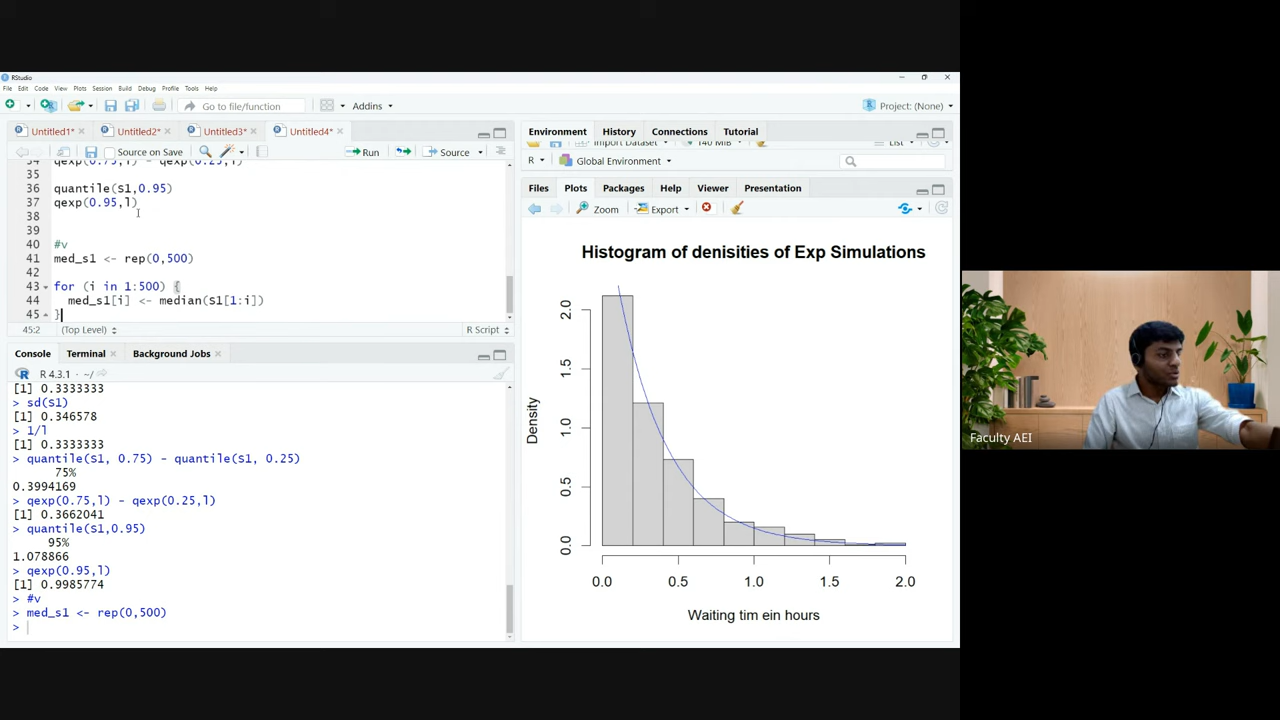 RStudio
File Edit Code View Plots Session Build Debug Profile Tools Help
Go to file/function
Addins
Project: (None)
Untitled1*
Untitled2*
Untitled3*
Untitled4*
Source on Save
Run
Source
35
36 quantile(S1,0.95)
37 qexp(0.95,l)
38
39
40 #v
41 med_s1 <- rep(0,500)
42
43 for (i in 1:500) {
44 med_s1[i] <- median(S1[1:i])
45 }
45:2 (Top Level) R Script
Console Terminal Background Jobs
R 4.3.1 · ~/
[1] 0.3333333
> sd(S1)
[1] 0.346578
> 1/l
[1] 0.3333333
> quantile(S1, 0.75) - quantile(S1, 0.25)
75%
0.3994169
> qexp(0.75,l) - qexp(0.25,l)
[1] 0.3662041
> quantile(S1,0.95)
95%
1.078866
> qexp(0.95,l)
[1] 0.9985774
> #v
> med_s1 <- rep(0,500)
>
Environment History Connections Tutorial
Import Dataset 140 MiB List
R Global Environment
Files Plots Packages Help Viewer Presentation
Zoom Export
Histogram of denisities of Exp Simulations
Density
0.0 0.5 1.0 1.5 2.0
0.0 0.5 1.0 1.5 2.0
Waiting tim ein hours
Faculty AEI